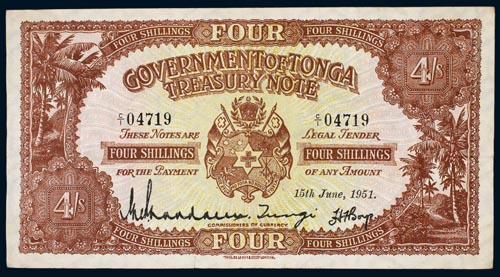 FOUR SHILLINGS FOUR FOUR SHILLINGS
4/s
GOVERNMENT OF TONGA
TREASURY NOTE
C/1 04719 C/1 04719
THESE NOTES ARE LEGAL TENDER
FOUR SHILLINGS FOUR SHILLINGS
FOR THE PAYMENT OF ANY AMOUNT
15th June, 1951.
Tungi
COMMISSIONERS OF CURRENCY
4/s
FOUR SHILLINGS FOUR FOUR SHILLINGS